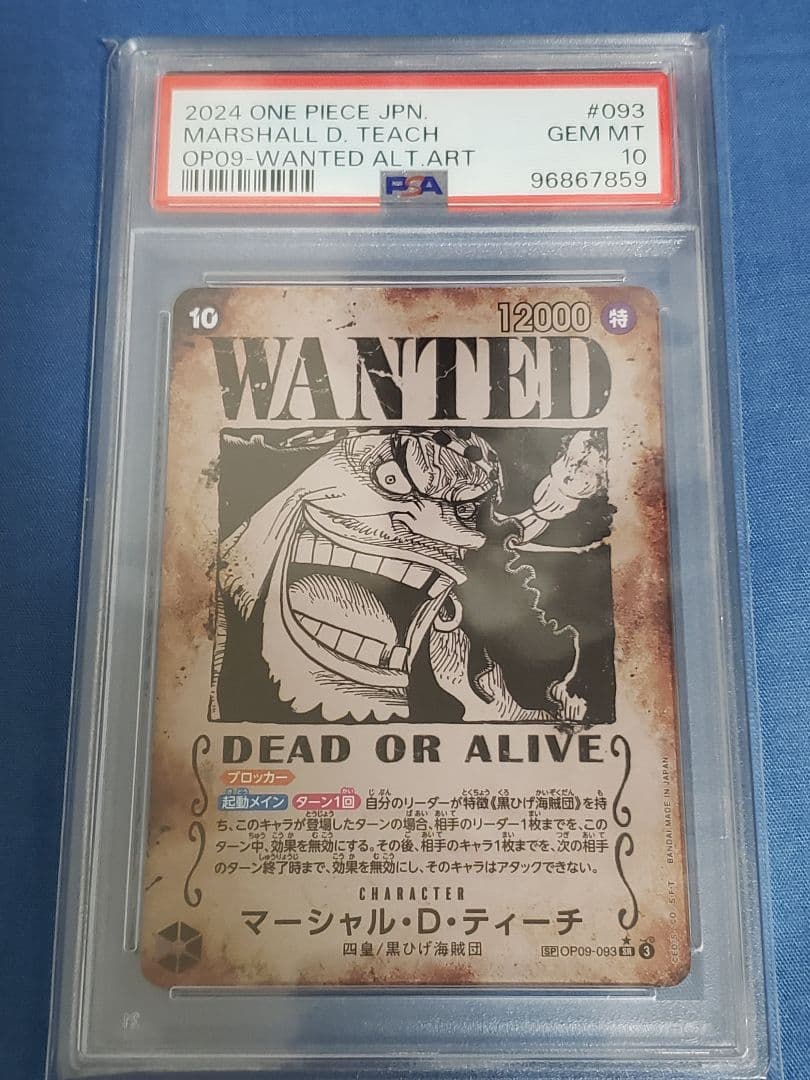 2024 ONE PIECE JPN. #093
MARSHALL D. TEACH GEM MT
OP09-WANTED ALT.ART 10
PSA 96867859
10 12000 特
WANTED
DEAD OR ALIVE
ブロッカー
起動メイン ターン1回 自分のリーダーが特徴《黒ひげ海賊団》を持
ち、このキャラが登場したターンの場合、相手のリーダー1枚までを、この
ターン中、効果を無効にする。その後、相手のキャラ1枚までを、次の相手
のターン終了時まで、効果を無効にし、そのキャラはアタックできない。
CHARACTER
マーシャル・D・ティーチ
四皇/黒ひげ海賊団
SP OP09-093 SR 3
BANDAI MADE IN JAPAN